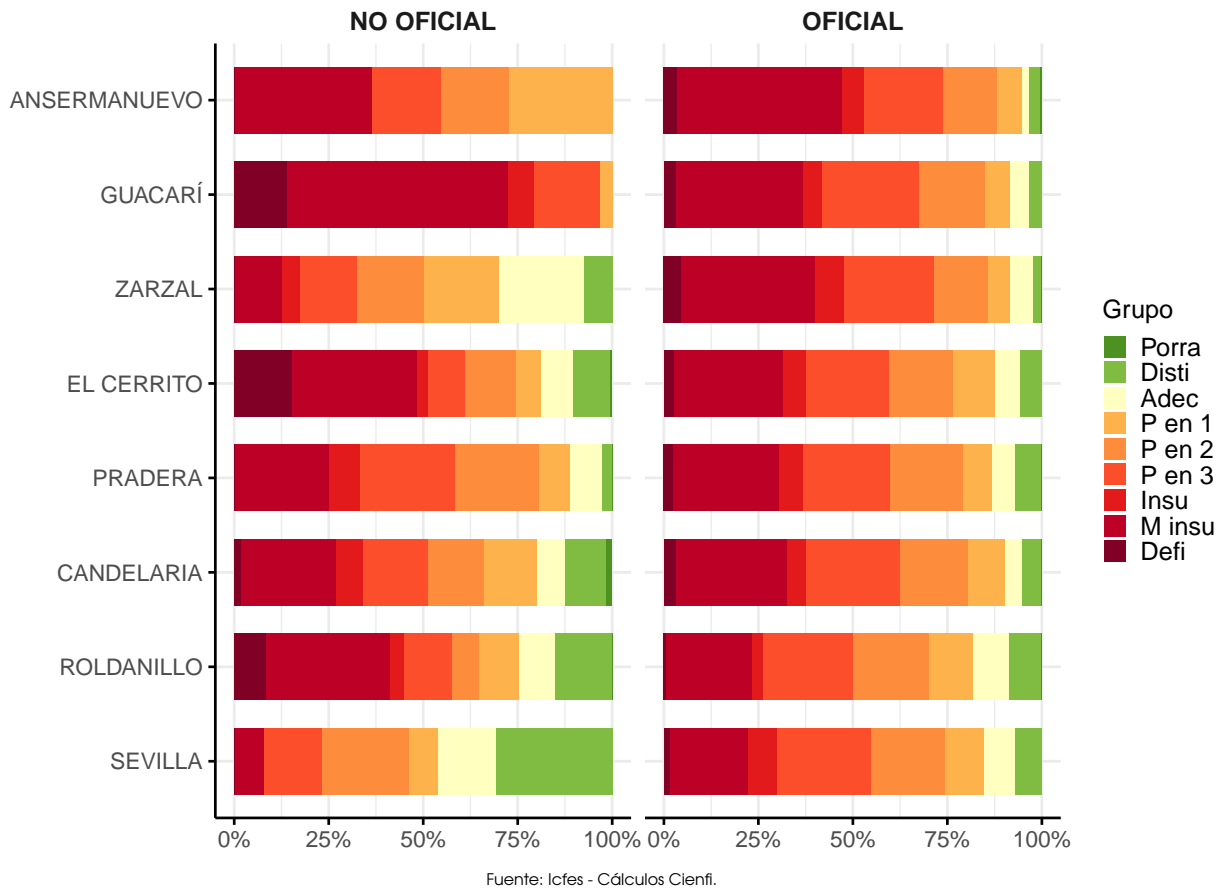 NO OFICIAL
OFICIAL
ANSERMANUEVO
GUACARÍ
ZARZAL
EL CERRITO
PRADERA
CANDELARIA
ROLDANILLO
SEVILLA
0% 25% 50% 75% 100%
0% 25% 50% 75% 100%
Grupo
Porra
Disti
Adec
P en 1
P en 2
P en 3
Insu
M insu
Defi
Fuente: Icfes - Cálculos Cienfi.